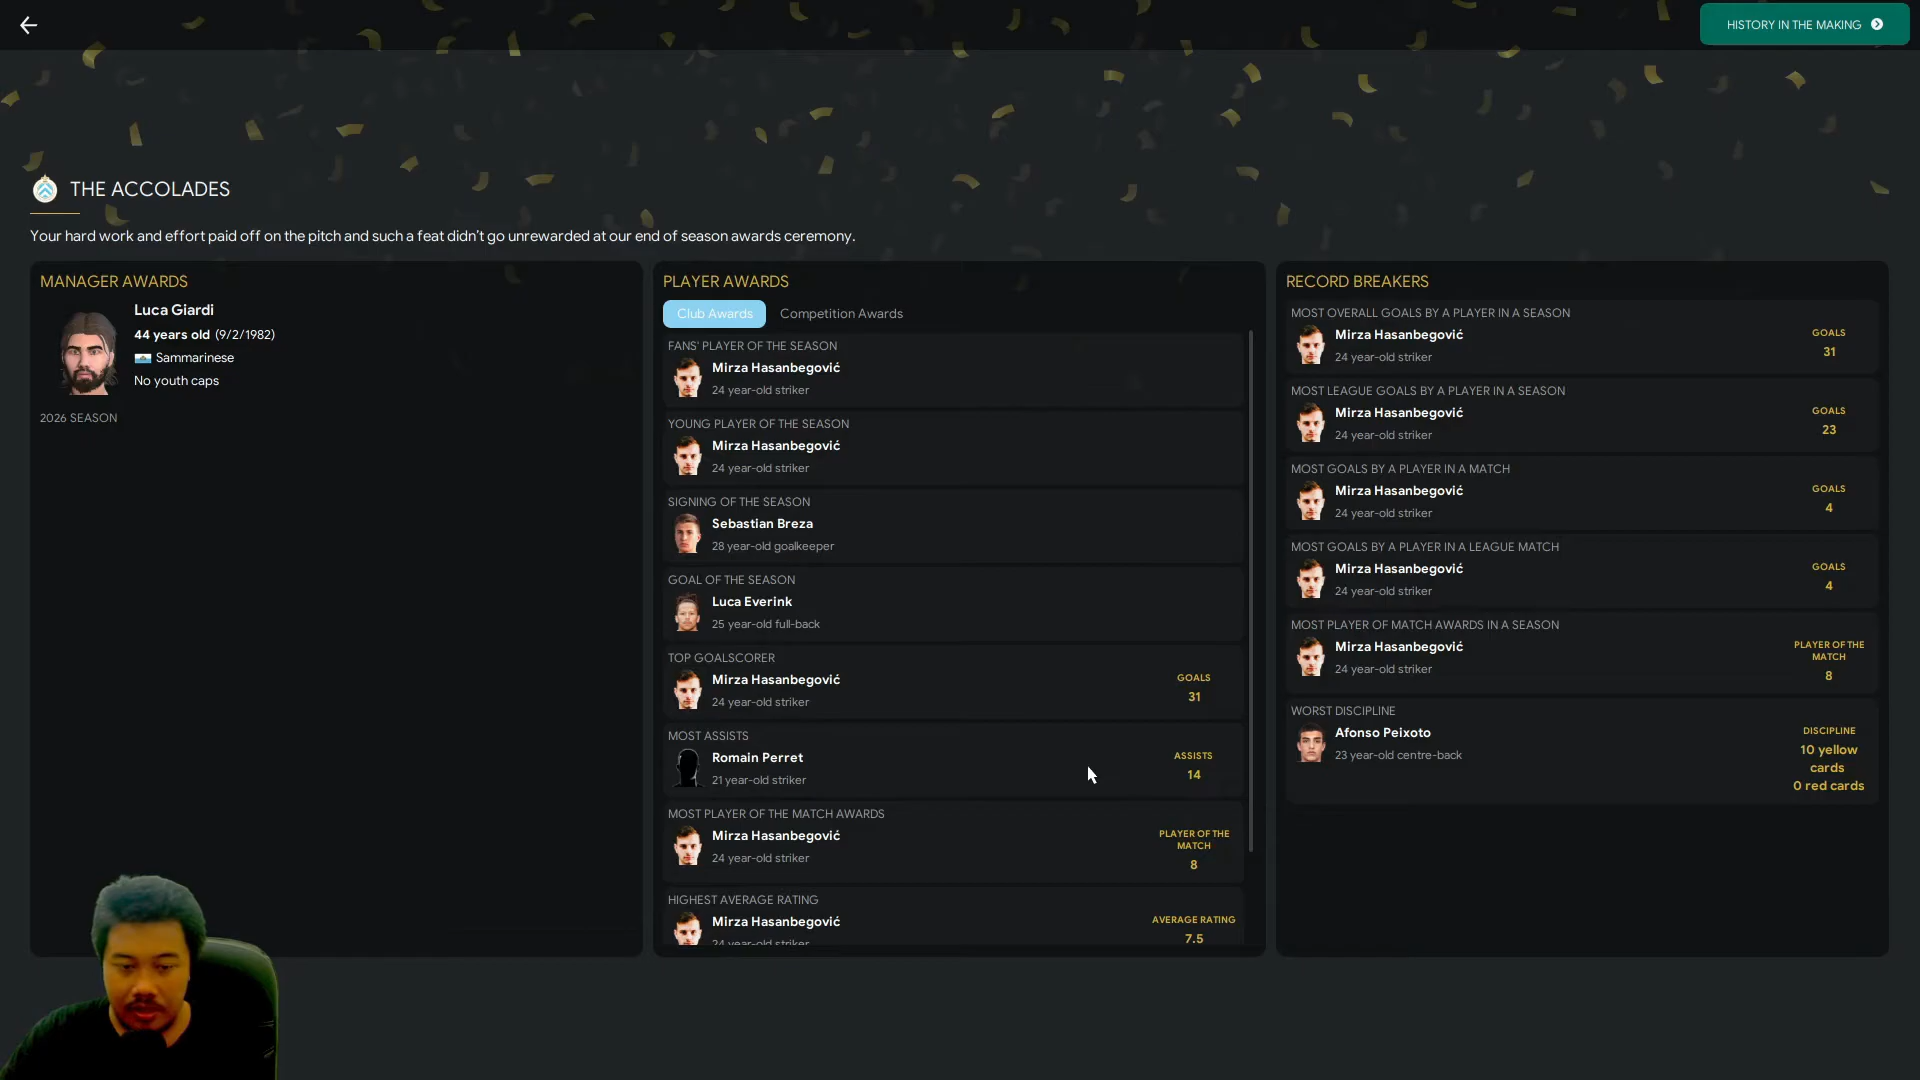 HISTORY IN THE MAKING
THE ACCOLADES
Your hard work and effort paid off on the pitch and such a feat didn't go unrewarded at our end of season awards ceremony.
MANAGER AWARDS
Luca Giardi
44 years old (9/2/1982)
Sammarinese
No youth caps
2026 SEASON
PLAYER AWARDS
Club Awards Competition Awards
FANS' PLAYER OF THE SEASON
Mirza Hasanbegović
24 year-old striker
YOUNG PLAYER OF THE SEASON
Mirza Hasanbegović
24 year-old striker
SIGNING OF THE SEASON
Sebastian Breza
28 year-old goalkeeper
GOAL OF THE SEASON
Luca Everink
25 year-old full-back
TOP GOALSCORER
Mirza Hasanbegović
24 year-old striker
GOALS
31
MOST ASSISTS
Romain Perret
21 year-old striker
ASSISTS
14
MOST PLAYER OF THE MATCH AWARDS
Mirza Hasanbegović
24 year-old striker
PLAYER OF THE
MATCH
8
HIGHEST AVERAGE RATING
Mirza Hasanbegović
24 year-old striker
AVERAGE RATING
7.5
RECORD BREAKERS
MOST OVERALL GOALS BY A PLAYER IN A SEASON
Mirza Hasanbegović
24 year-old striker
GOALS
31
MOST LEAGUE GOALS BY A PLAYER IN A SEASON
Mirza Hasanbegović
24 year-old striker
GOALS
23
MOST GOALS BY A PLAYER IN A MATCH
Mirza Hasanbegović
24 year-old striker
GOALS
4
MOST GOALS BY A PLAYER IN A LEAGUE MATCH
Mirza Hasanbegović
24 year-old striker
GOALS
4
MOST PLAYER OF MATCH AWARDS IN A SEASON
Mirza Hasanbegović
24 year-old striker
PLAYER OF THE
MATCH
8
WORST DISCIPLINE
Afonso Peixoto
23 year-old centre-back
DISCIPLINE
10 yellow
cards
0 red cards